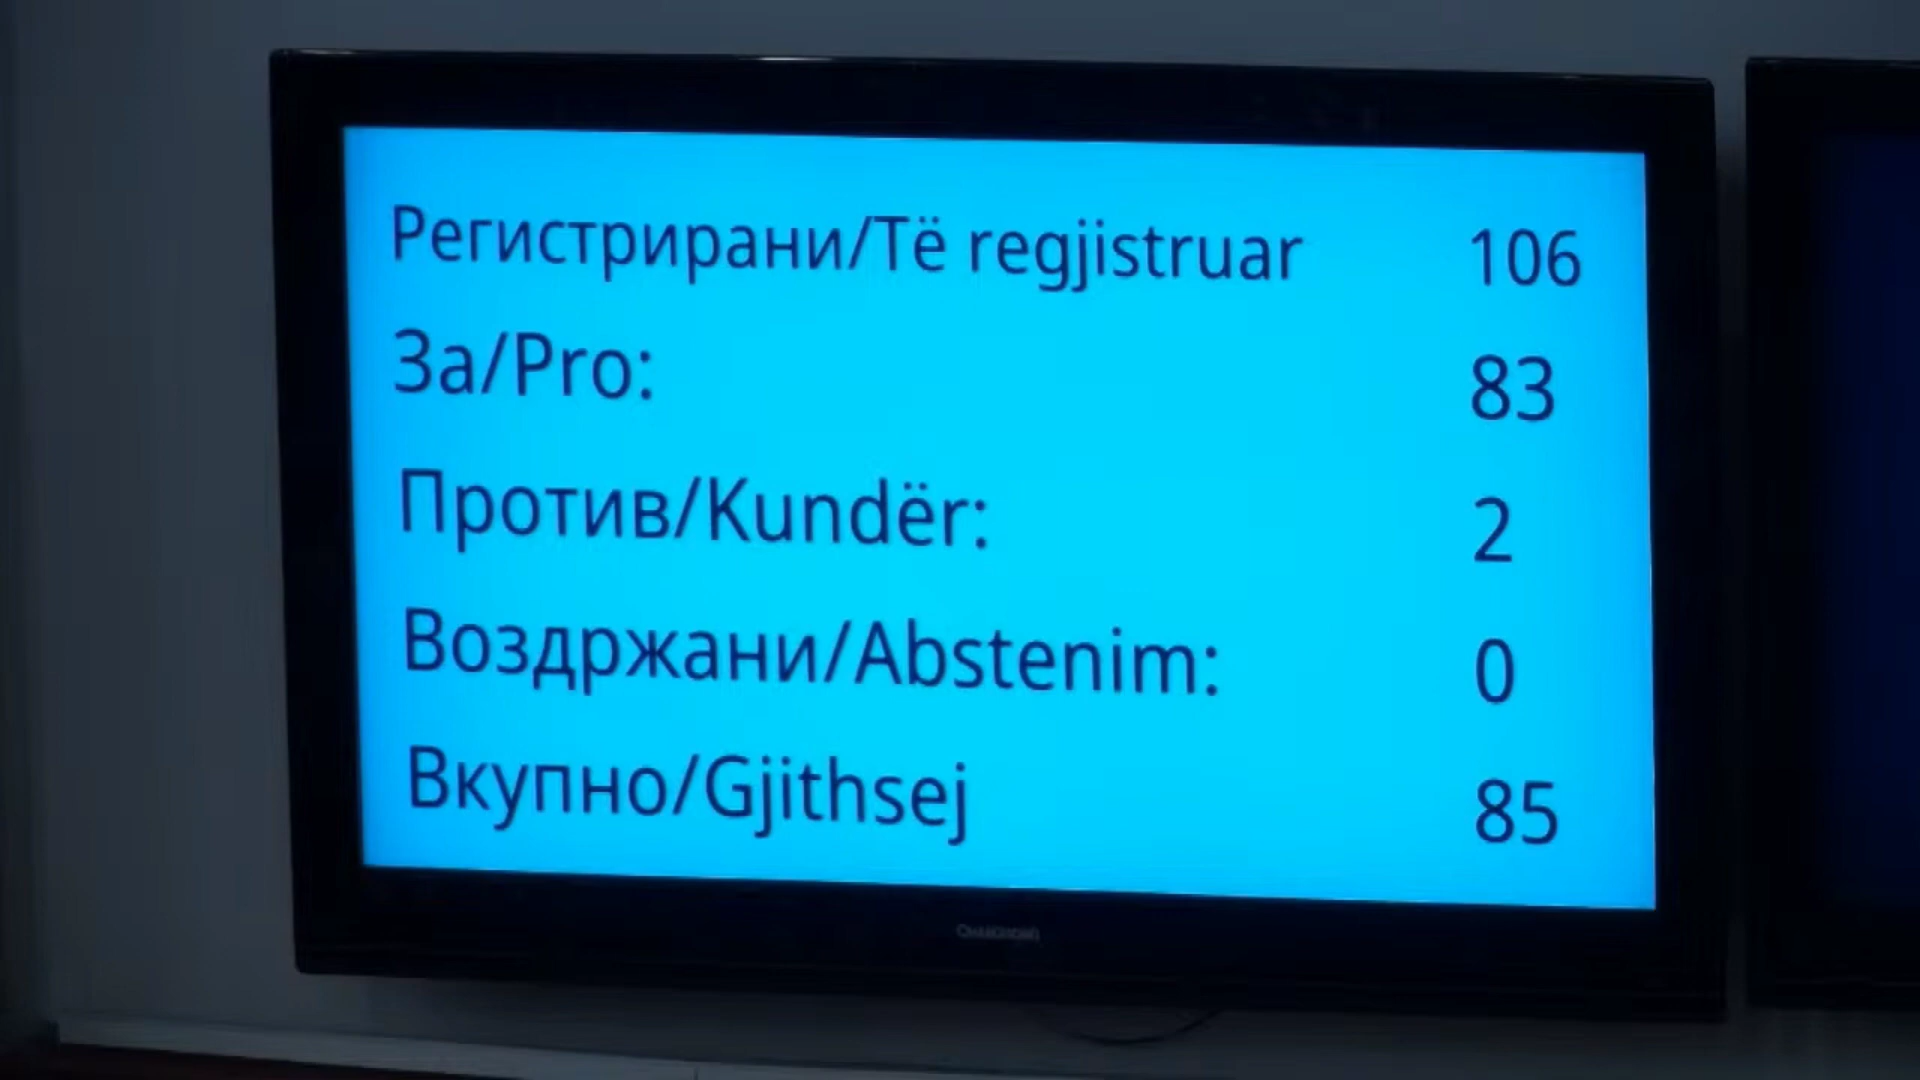 Регистрирани/Të regjistruar 106
За/Pro: 83
Против/Kundër: 2
Воздржани/Abstenim: 0
Вкупно/Gjithsej 85